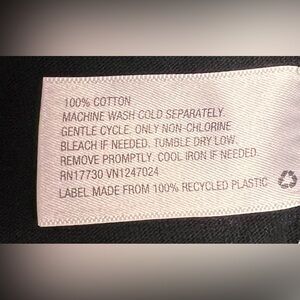 100% COTTON
MACHINE WASH COLD SEPARATELY.
GENTLE CYCLE. ONLY NON-CHLORINE
BLEACH IF NEEDED. TUMBLE DRY LOW.
REMOVE PROMPTLY. COOL IRON IF NEEDED.
RN17730 VN1247024
LABEL MADE FROM 100% RECYCLED PLASTIC